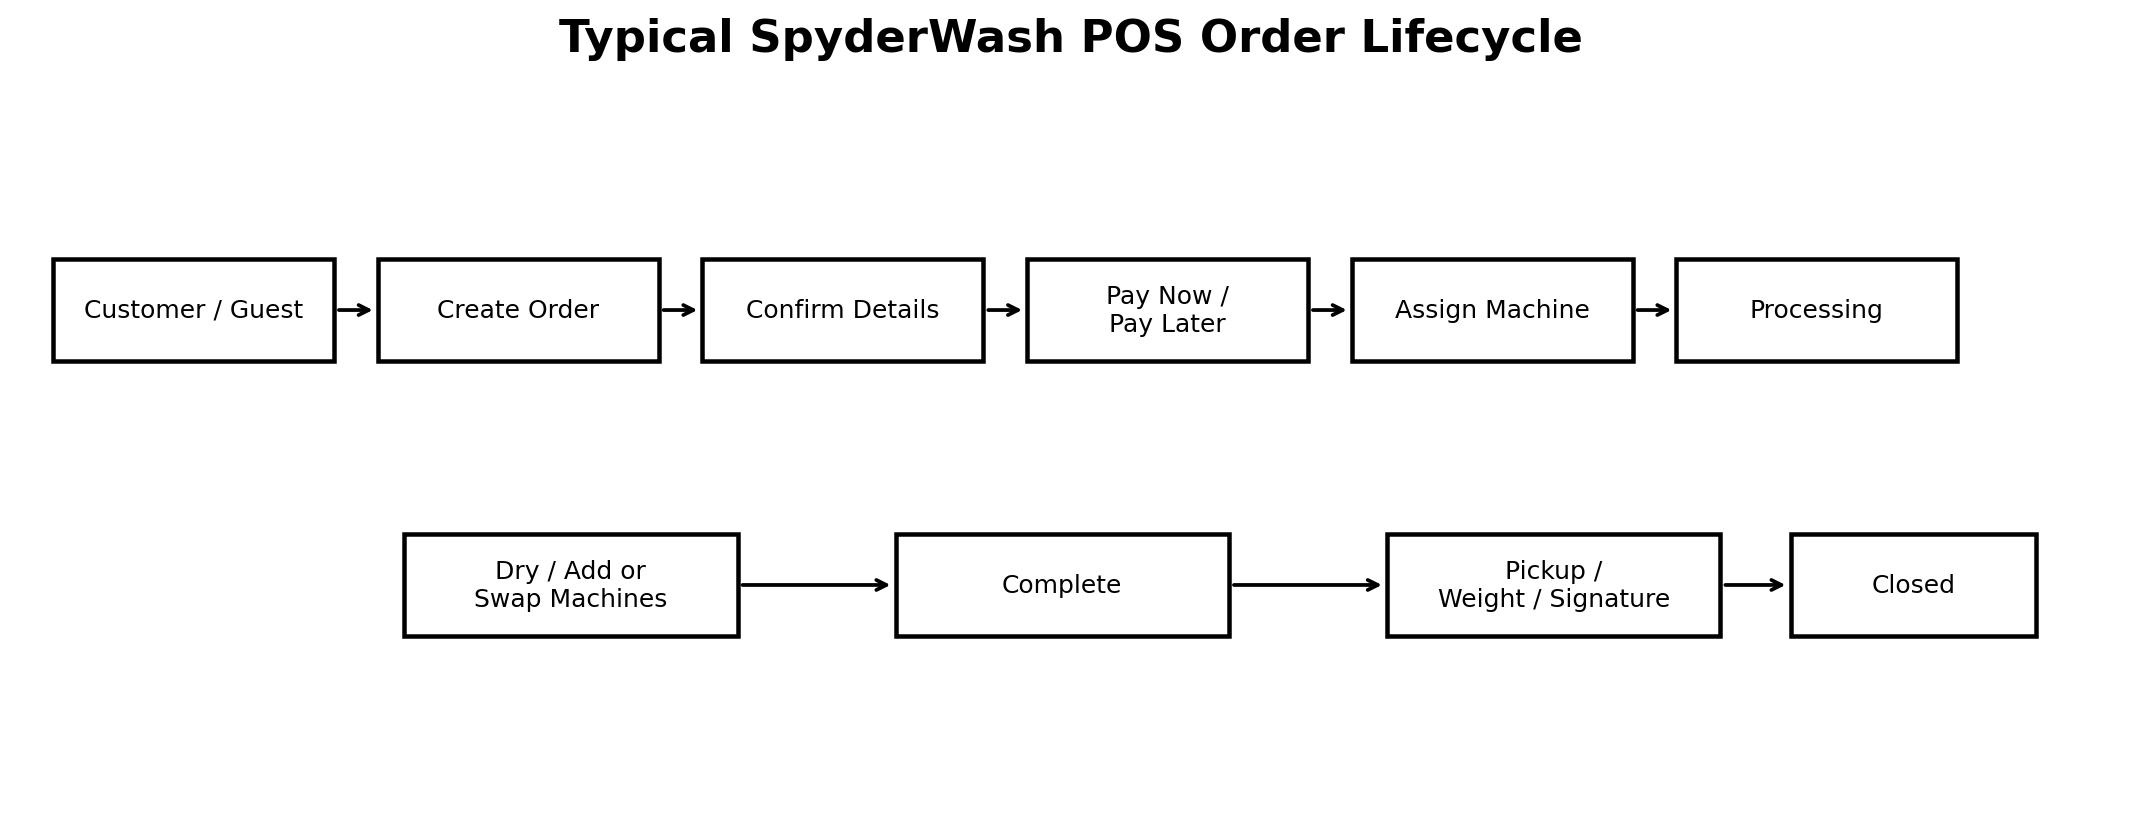 Typical SpyderWash POS Order Lifecycle
Customer / Guest
Create Order
Confirm Details
Pay Now /
Pay Later
Assign Machine
Processing
Dry / Add or
Swap Machines
Complete
Pickup /
Weight / Signature
Closed